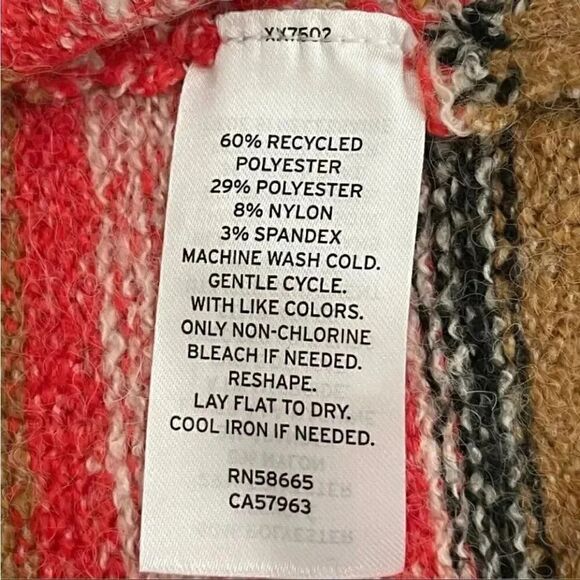 XX7502
60% RECYCLED
POLYESTER
29% POLYESTER
8% NYLON
3% SPANDEX
MACHINE WASH COLD.
GENTLE CYCLE.
WITH LIKE COLORS.
ONLY NON-CHLORINE
BLEACH IF NEEDED.
RESHAPE.
LAY FLAT TO DRY.
COOL IRON IF NEEDED.
RN58665
CA57963